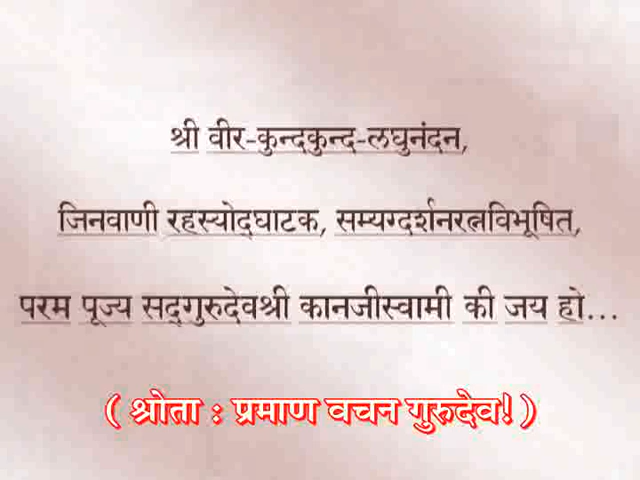 श्री वीर-कुन्दकुन्द-लघुनंदन,
जिनवाणी रहस्योद्‌घाटक, सम्यग्दर्शनरत्नविभूषित,
परम पूज्य सद्‌गुरुदेवश्री कानजीस्वामी की जय हो...
( श्रोता : प्रमाण वचन गुरुदेव! )